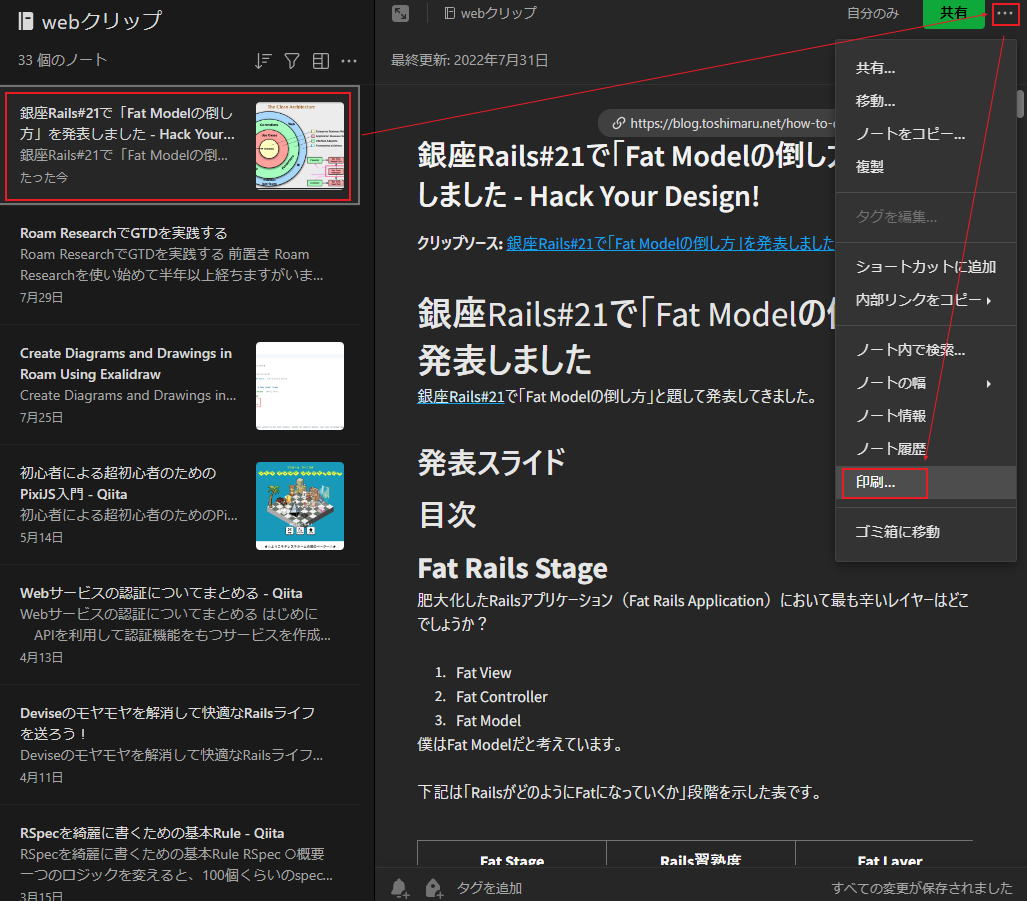 webクリップ
33 個のノート
銀座Rails#21で「Fat Modelの倒し
方」を発表しました - Hack Your...
銀座Rails#21で「Fat Modelの倒...
たった今
Roam ResearchでGTDを実践する
Roam ResearchでGTDを実践する 前置き Roam
Researchを使い始めて半年以上経ちますがいま...
7月29日
Create Diagrams and Drawings in
Roam Using Exalidraw
Create Diagrams and Drawings in...
7月25日
初心者による超初心者のための
PixiJS入門 - Qiita
初心者による超初心者のためのPi...
5月14日
Webサービスの認証についてまとめる - Qiita
Webサービスの認証についてまとめる はじめに
APIを利用して認証機能をもつサービスを作成...
4月13日
Deviseのモヤモヤを解消して快適なRailsライフ
を送ろう！
Deviseのモヤモヤを解消して快適なRailsライフ...
4月11日
RSpecを綺麗に書くための基本Rule - Qiita
RSpecを綺麗に書くための基本Rule RSpec ○概要
一つのロジックを変えると、100個くらいのspec...
3月15日
webクリップ
自分のみ
共有
最終更新: 2022年7月31日
https://blog.toshimaru.net/how-to-
銀座Rails#21で「Fat Modelの倒し方
しました - Hack Your Design!
クリップソース: 銀座Rails#21で「Fat Modelの倒し方」を発表しました
銀座Rails#21で「Fat Modelの
発表しました
銀座Rails#21で「Fat Modelの倒し方」と題して発表してきました。
発表スライド
目次
Fat Rails Stage
肥大化したRailsアプリケーション（Fat Rails Application）において最も辛いレイヤーはどこ
でしょうか？
1. Fat View
2. Fat Controller
3. Fat Model
僕はFat Modelだと考えています。
下記は「RailsがどのようにFatになっていくか」段階を示した表です。
Fat Stage Rails習熟度 Fat Layer
タグを追加
すべての変更が保存されました
共有...
移動...
ノートをコピー...
複製
タグを編集...
ショートカットに追加
内部リンクをコピー
ノート内で検索...
ノートの幅
ノート情報
ノート履歴
印刷...
ゴミ箱に移動